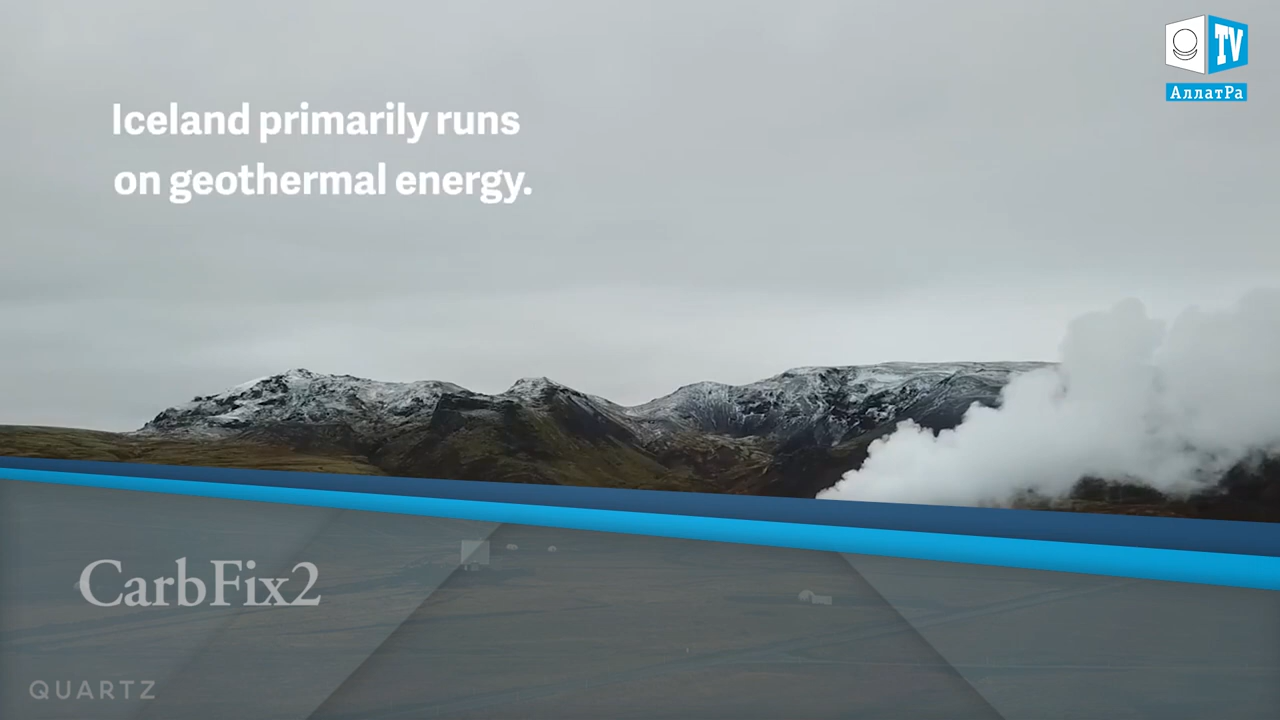 TV
АллатРа
Iceland primarily runs
on geothermal energy.
CarbFix2
QUARTZ